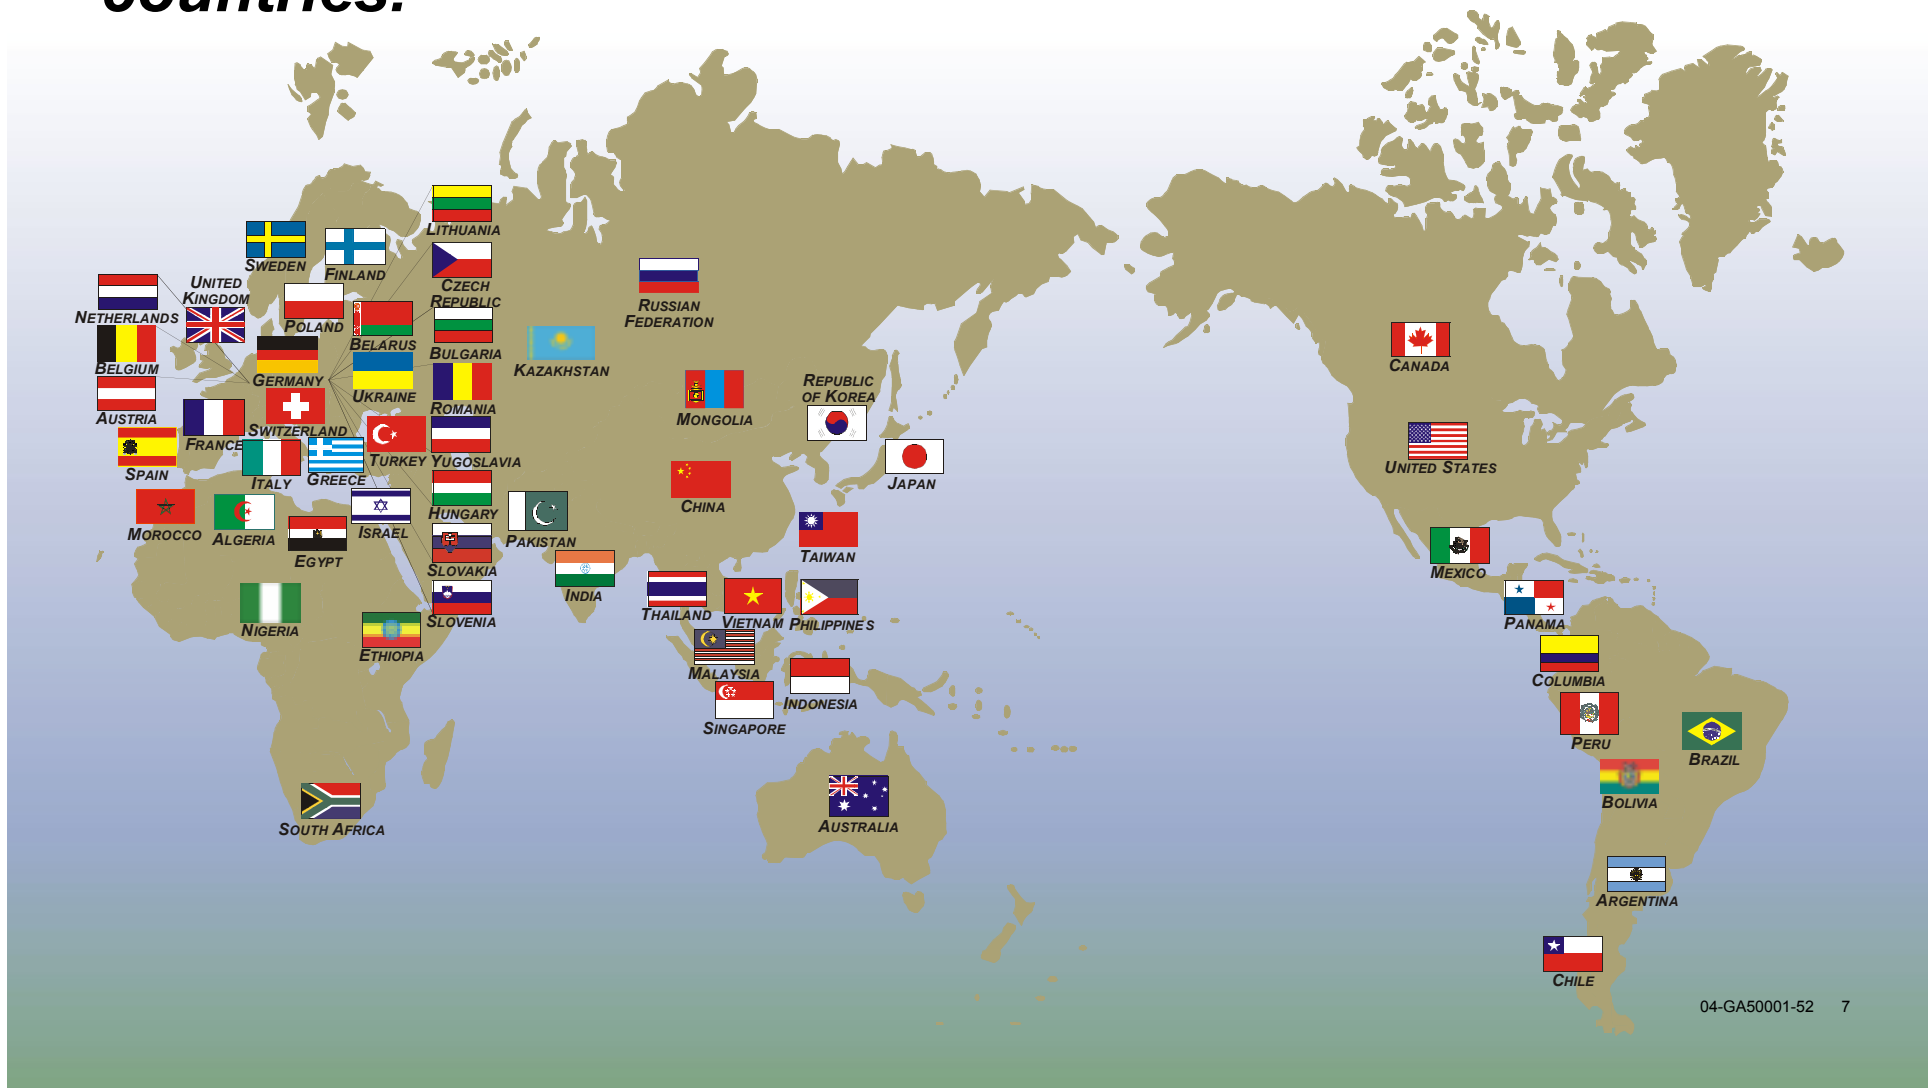 countries.
LITHUANIA
SWEDEN
FINLAND
CZECH
REPUBLIC
UNITED
KINGDOM
NETHERLANDS
POLAND
BELARUS
BULGARIA
RUSSIAN
FEDERATION
KAZAKHSTAN
BELGIUM
GERMANY
UKRAINE
ROMANIA
AUSTRIA
FRANCE
SWITZERLAND
TURKEY
YUGOSLAVIA
SPAIN
ITALY
GREECE
MONGOLIA
REPUBLIC
OF KOREA
JAPAN
CHINA
TAIWAN
MOROCCO
ALGERIA
EGYPT
ISRAEL
HUNGARY
PAKISTAN
SLOVAKIA
INDIA
SLOVENIA
NIGERIA
ETHIOPIA
THAILAND
VIETNAM
PHILIPPINES
MALAYSIA
INDONESIA
SINGAPORE
SOUTH AFRICA
AUSTRALIA
CANADA
UNITED STATES
MEXICO
PANAMA
COLUMBIA
PERU
BRAZIL
BOLIVIA
ARGENTINA
CHILE
04-GA50001-52 7